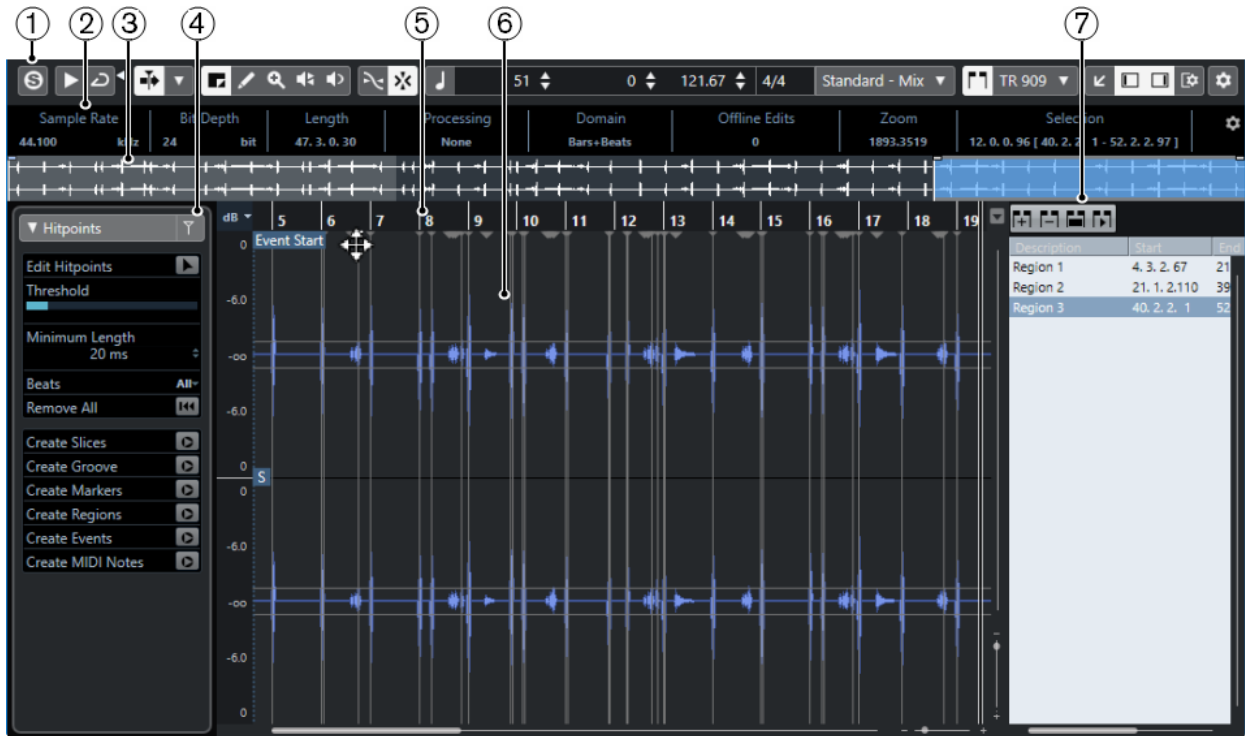 1 2 3 4 5 6 7
51 0 121.67 4/4 Standard - Mix TR 909
Sample Rate Bit Depth Length Processing Domain Offline Edits Zoom Selection
44.100 24 bit 47. 3. 0. 30 None Bars+Beats 0 1893.3519 12. 0. 0. 96 [ 40. 2. 2. 1 - 52. 2. 2. 97 ]
Hitpoints
Edit Hitpoints
Threshold
Minimum Length
20 ms
Beats All
Remove All
Create Slices
Create Groove
Create Markers
Create Regions
Create Events
Create MIDI Notes
dB 5 6 7 8 9 10 11 12 13 14 15 16 17 18 19
0 Event Start
-6.0
-oo
-6.0
0
S
0
-6.0
-oo
-6.0
0
Description Start End
Region 1 4. 3. 2. 67 21
Region 2 21. 1. 2.110 39
Region 3 40. 2. 2. 1 52